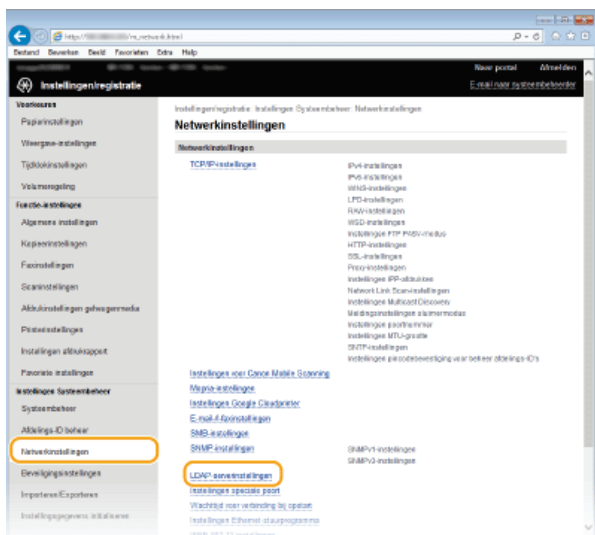 Bestand Bewerken Beeld Favorieten Extra Help
Naar portal Afmelden
Instellingen/registratie
E-mail naar systeembeheerder
Voorkeuren
Papierinstellingen
Weergave-instellingen
Tijdklokinstellingen
Volumeregeling
Functie-instellingen
Algemene instellingen
Kopieerinstellingen
Faxinstellingen
Scaninstellingen
Afdrukinstellingen geheugenmedia
Printerinstellingen
Instellingen afdrukrapport
Favoriete instellingen
Instellingen Systeembeheer
Systeembeheer
Afdelings-ID beheer
Netwerkinstellingen
Beveiligingsinstellingen
Importeren/Exporteren
Instellingsgegevens initialiseren
Instellingen/registratie: Instellingen Systeembeheer: Netwerkinstellingen
Netwerkinstellingen
Netwerkinstellingen
TCP/IP-instellingen
IPv4-instellingen
IPv6-instellingen
WINS-instellingen
LPD-instellingen
RAW-instellingen
WSD-instellingen
Instellingen FTP PASV-modus
HTTP-instellingen
SSL-instellingen
Proxy-instellingen
Instellingen IPP-afdrukken
Network Link Scan-instellingen
Instellingen Multicast Discovery
Meldingsinstellingen sluimermodus
Instellingen poortnummer
Instellingen MTU-grootte
SNTP-instellingen
Instellingen pincodebevestiging voor beheer afdelings-ID's
Instellingen voor Canon Mobile Scanning
Mopria-instellingen
Instellingen Google Cloudprinter
E-mail-/I-faxinstellingen
SMB-instellingen
SNMP-instellingen
SNMPv1-instellingen
SNMPv3-instellingen
LDAP-serverinstellingen
Instellingen speciale poort
Wachttijd voor verbinding bij opstart
Instellingen Ethernet-stuurprogramma